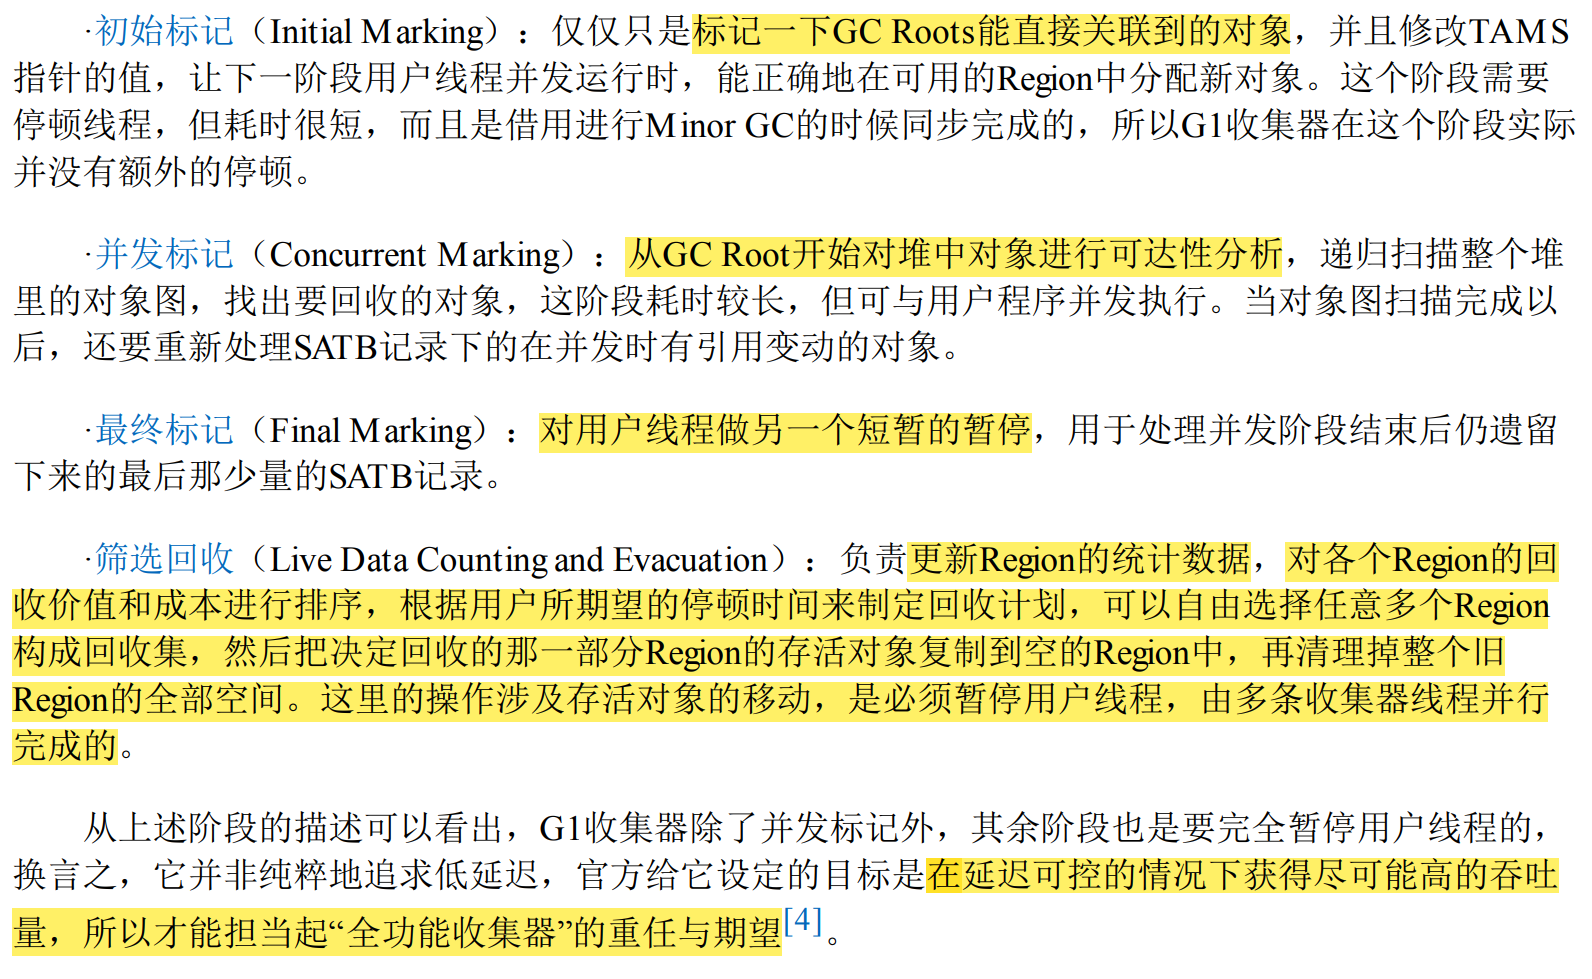 ·初始标记（Initial Marking）：仅仅只是标记一下GC Roots能直接关联到的对象，并且修改TAMS
指针的值，让下一阶段用户线程并发运行时，能正确地在可用的Region中分配新对象。这个阶段需要
停顿线程，但耗时很短，而且是借用进行Minor GC的时候同步完成的，所以G1收集器在这个阶段实际
并没有额外的停顿。
·并发标记（Concurrent Marking）：从GC Root开始对堆中对象进行可达性分析，递归扫描整个堆
里的对象图，找出要回收的对象，这阶段耗时较长，但可与用户程序并发执行。当对象图扫描完成以
后，还要重新处理SATB记录下的在并发时有引用变动的对象。
·最终标记（Final Marking）：对用户线程做另一个短暂的暂停，用于处理并发阶段结束后仍遗留
下来的最后那少量的SATB记录。
·筛选回收（Live Data Counting and Evacuation）：负责更新Region的统计数据，对各个Region的回
收价值和成本进行排序，根据用户所期望的停顿时间来制定回收计划，可以自由选择任意多个Region
构成回收集，然后把决定回收的那一部分Region的存活对象复制到空的Region中，再清理掉整个旧
Region的全部空间。这里的操作涉及存活对象的移动，是必须暂停用户线程，由多条收集器线程并行
完成的。
从上述阶段的描述可以看出，G1收集器除了并发标记外，其余阶段也是要完全暂停用户线程的，
换言之，它并非纯粹地追求低延迟，官方给它设定的目标是在延迟可控的情况下获得尽可能高的吞吐
量，所以才能担当起“全功能收集器”的重任与期望[4]。